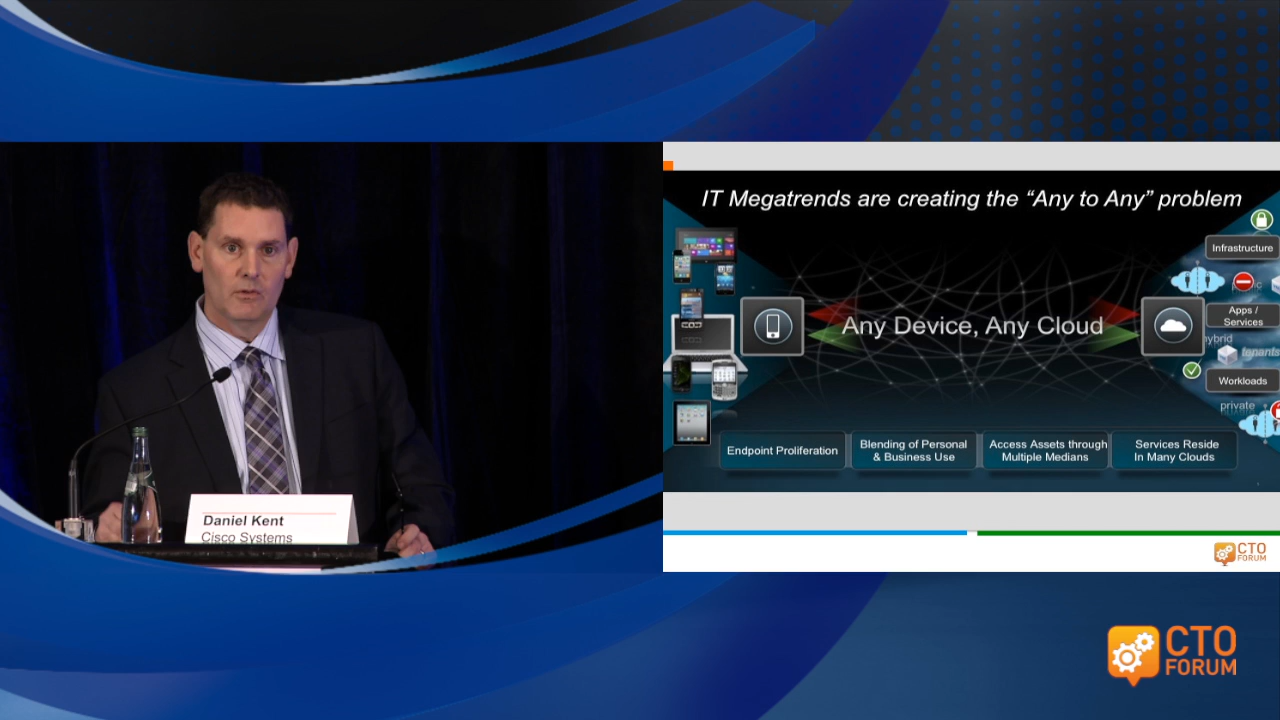 IT Megatrends are creating the “Any to Any” problem
Infrastructure
Any Device, Any Cloud
Apps /
Services
hybrid
tenants
Workloads
private
Endpoint Proliferation
Blending of Personal
& Business Use
Access Assets through
Multiple Medians
Services Reside
In Many Clouds
Daniel Kent
Cisco Systems
CTO
FORUM
CTO
FORUM